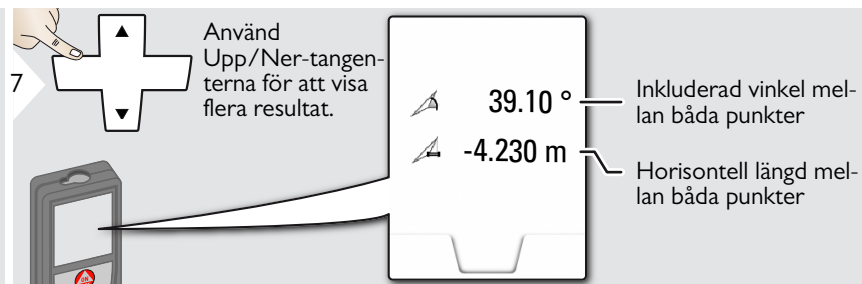 7
Använd
Upp/Ner-tangen-
terna för att visa
flera resultat.
39.10 °
Inkluderad vinkel mel-
lan båda punkter
-4.230 m
Horisontell längd mel-
lan båda punkter